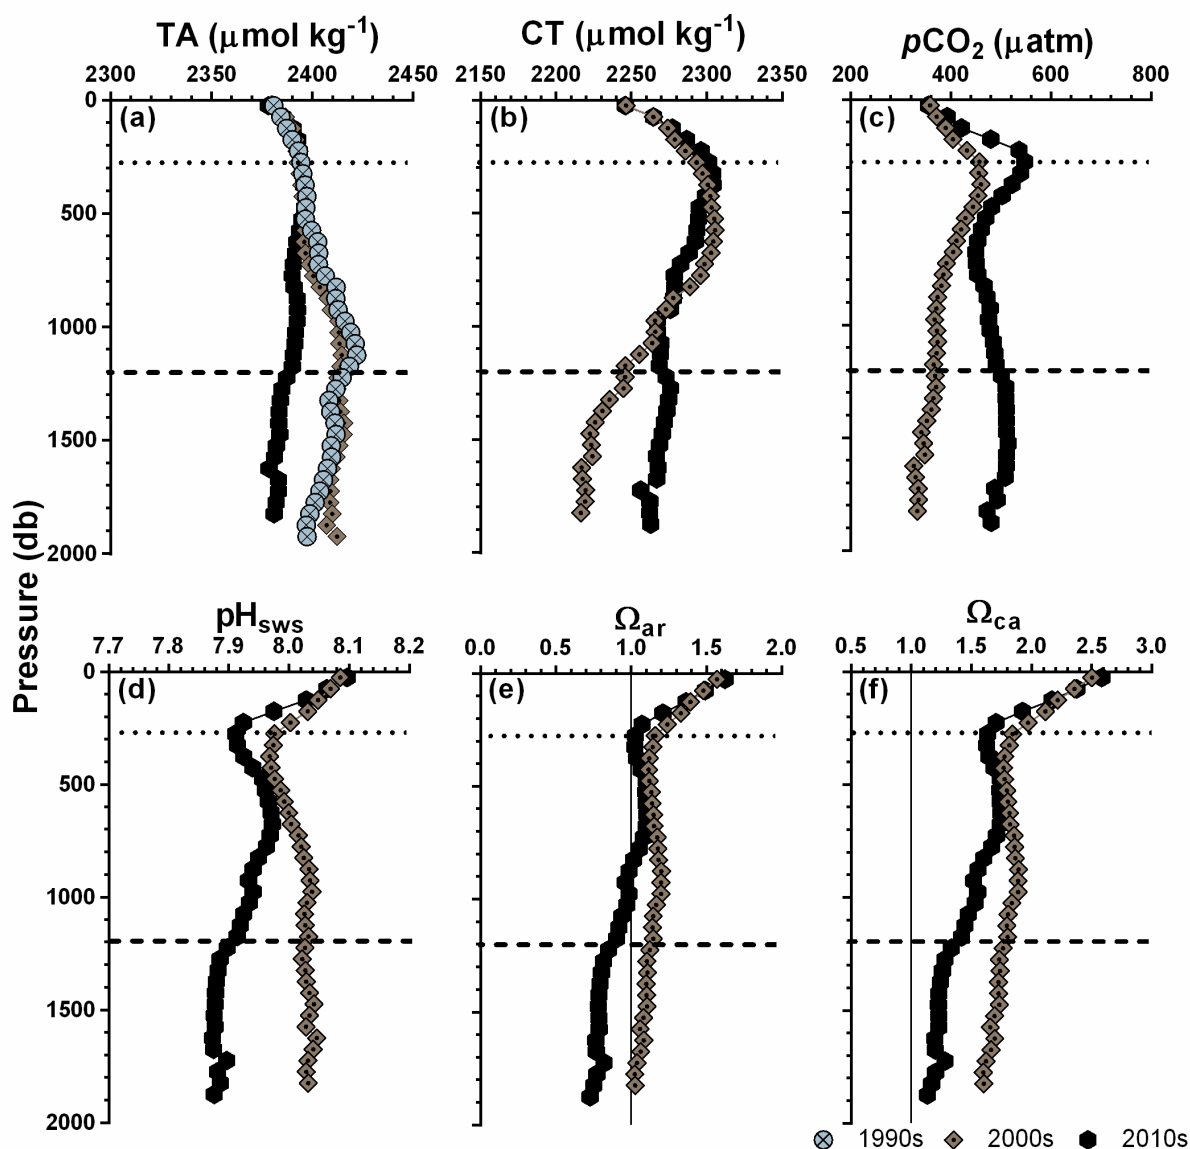 TA (μmol kg-1)
2300 2350 2400 2450
CT (μmol kg-1)
2150 2200 2250 2300 2350
pCO2 (μatm)
200 400 600 800
0
500
1000
1500
2000
(a)
(b)
(c)
Pressure (db)
pHsws
7.7 7.8 7.9 8.0 8.1 8.2
Ωar
0.0 0.5 1.0 1.5 2.0
Ωca
0.5 1.0 1.5 2.0 2.5 3.0
0
500
1000
1500
2000
(d)
(e)
(f)
1990s 2000s 2010s